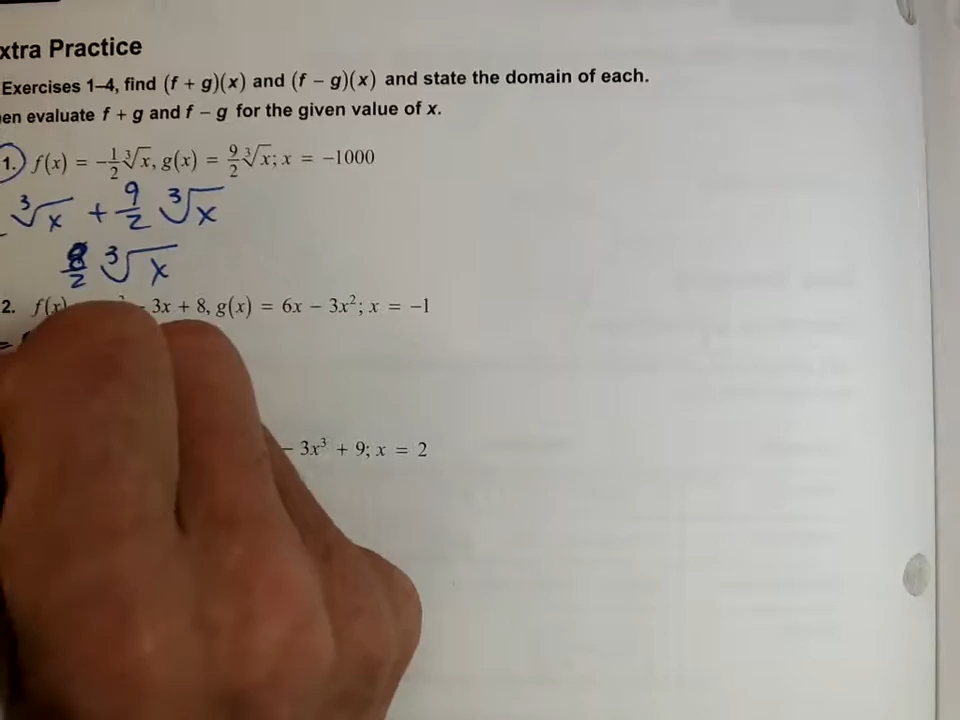 xtra Practice
Exercises 1–4, find (f + g)(x) and (f − g)(x) and state the domain of each.
en evaluate f + g and f − g for the given value of x.
1. f(x) = −1/2 ∛x, g(x) = 9/2 ∛x; x = −1000
∛x + 9/2 ∛x
8/2 ∛x
2. f(x) − 3x + 8, g(x) = 6x − 3x²; x = −1
=
− 3x³ + 9; x = 2